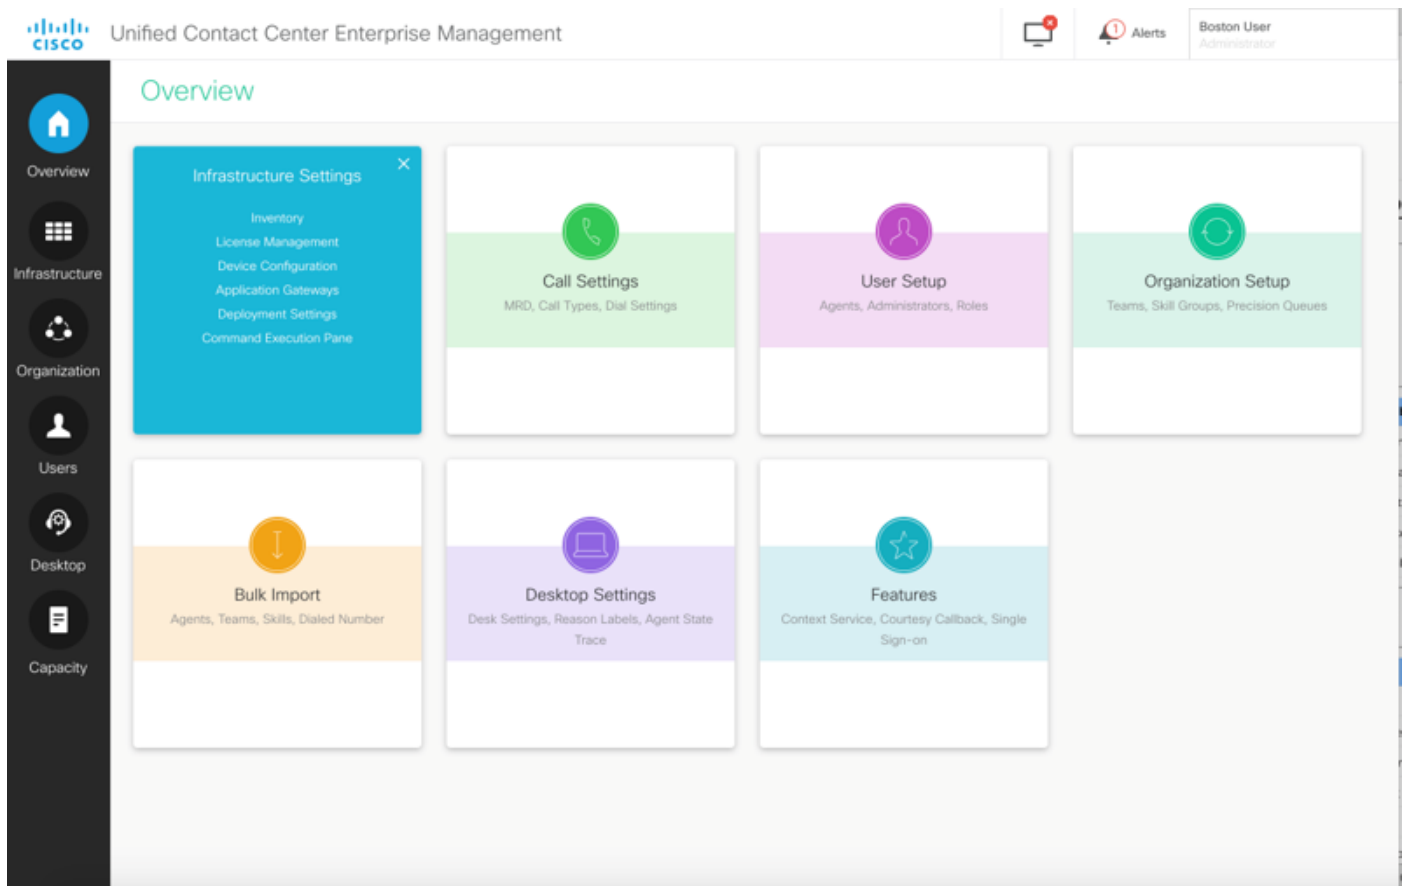 CISCO
Unified Contact Center Enterprise Management
1
Alerts
Boston User
Administrator
Overview
Overview
Infrastructure
Organization
Users
Desktop
Capacity
Infrastructure Settings
Inventory
License Management
Device Configuration
Application Gateways
Deployment Settings
Command Execution Pane
Call Settings
MRD, Call Types, Dial Settings
User Setup
Agents, Administrators, Roles
Organization Setup
Teams, Skill Groups, Precision Queues
Bulk Import
Agents, Teams, Skills, Dialed Number
Desktop Settings
Desk Settings, Reason Labels, Agent State
Trace
Features
Context Service, Courtesy Callback, Single
Sign-on